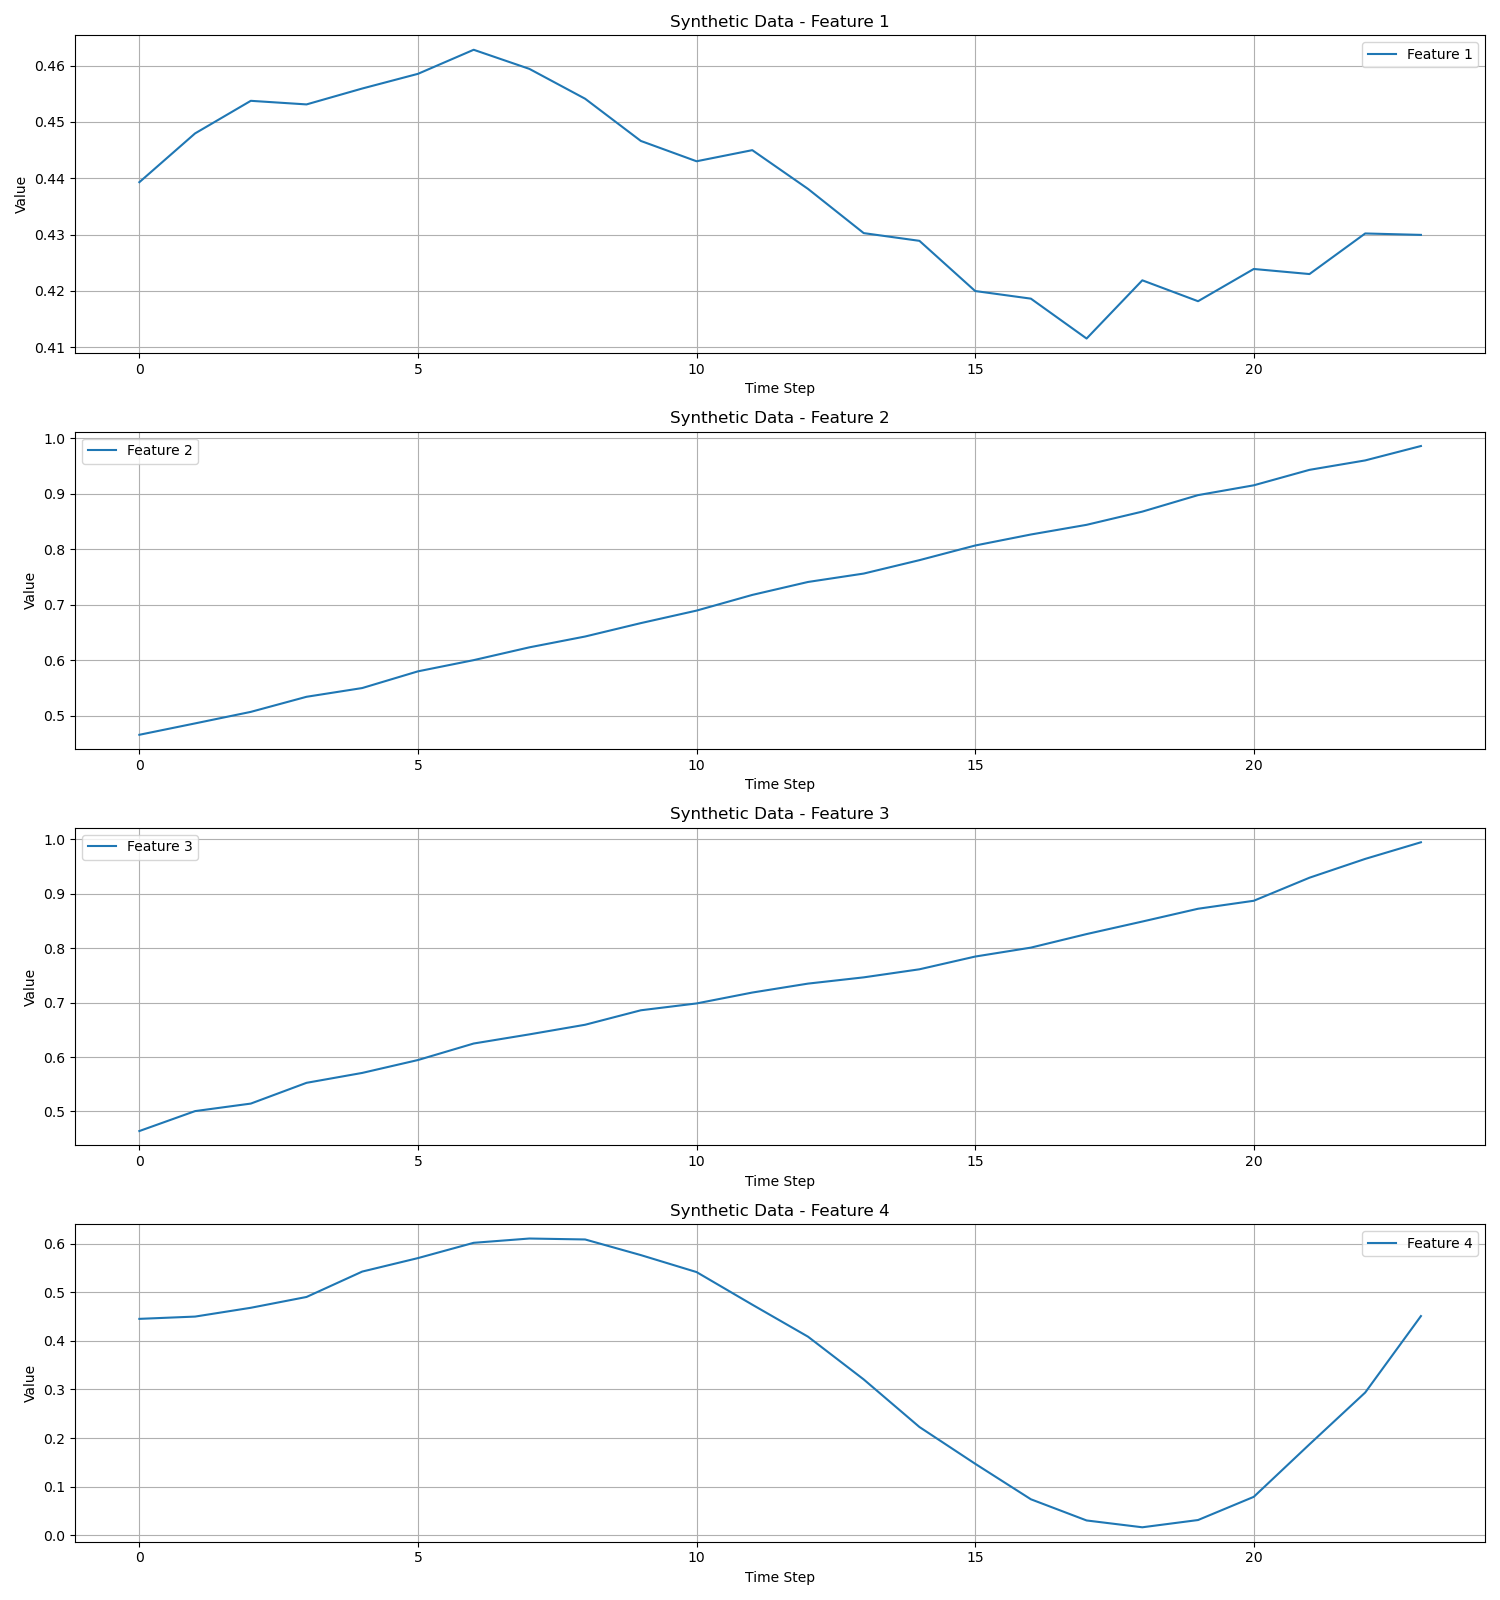 Synthetic Data - Feature 1
Feature 1
0.46
0.45
0.44
0.43
0.42
0.41
Value
0 5 10 15 20
Time Step
Synthetic Data - Feature 2
Feature 2
1.0
0.9
0.8
0.7
0.6
0.5
Value
0 5 10 15 20
Time Step
Synthetic Data - Feature 3
Feature 3
1.0
0.9
0.8
0.7
0.6
0.5
Value
0 5 10 15 20
Time Step
Synthetic Data - Feature 4
Feature 4
0.6
0.5
0.4
0.3
0.2
0.1
0.0
Value
0 5 10 15 20
Time Step